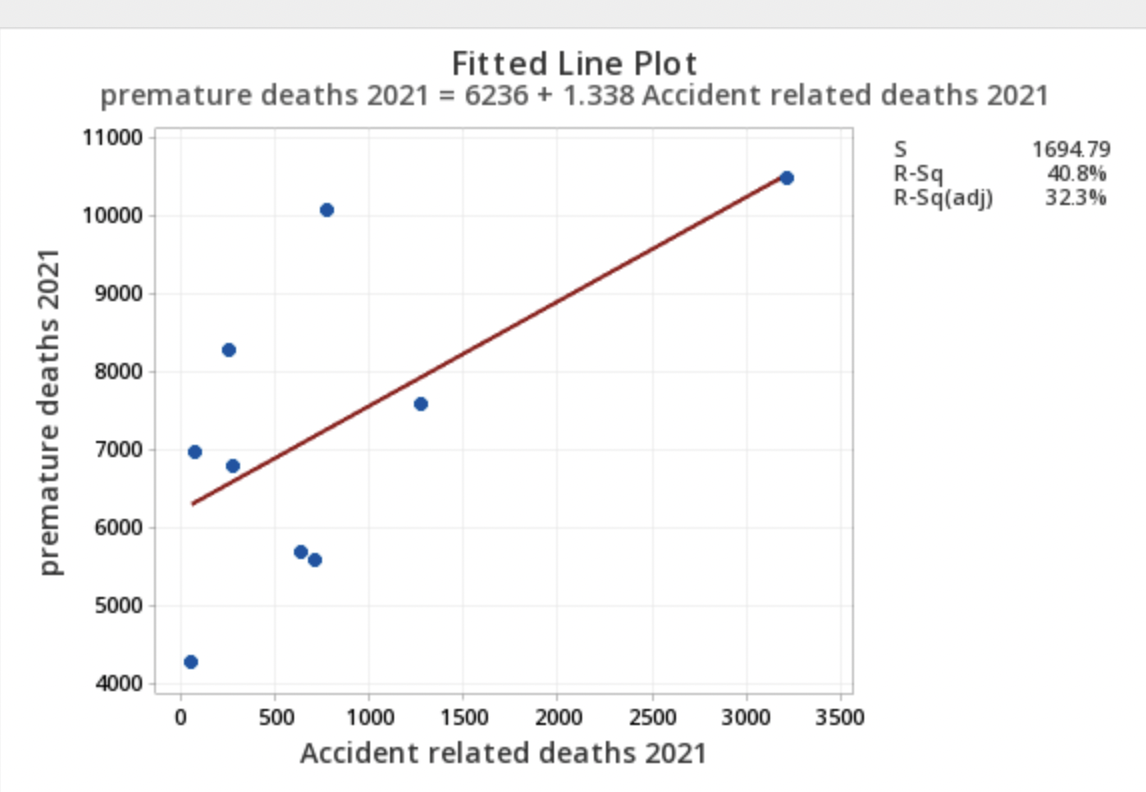 Fitted Line Plot
premature deaths 2021 = 6236 + 1.338 Accident related deaths 2021
S 1694.79
R-Sq 40.8%
R-Sq(adj) 32.3%
premature deaths 2021
11000
10000
9000
8000
7000
6000
5000
4000
0 500 1000 1500 2000 2500 3000 3500
Accident related deaths 2021